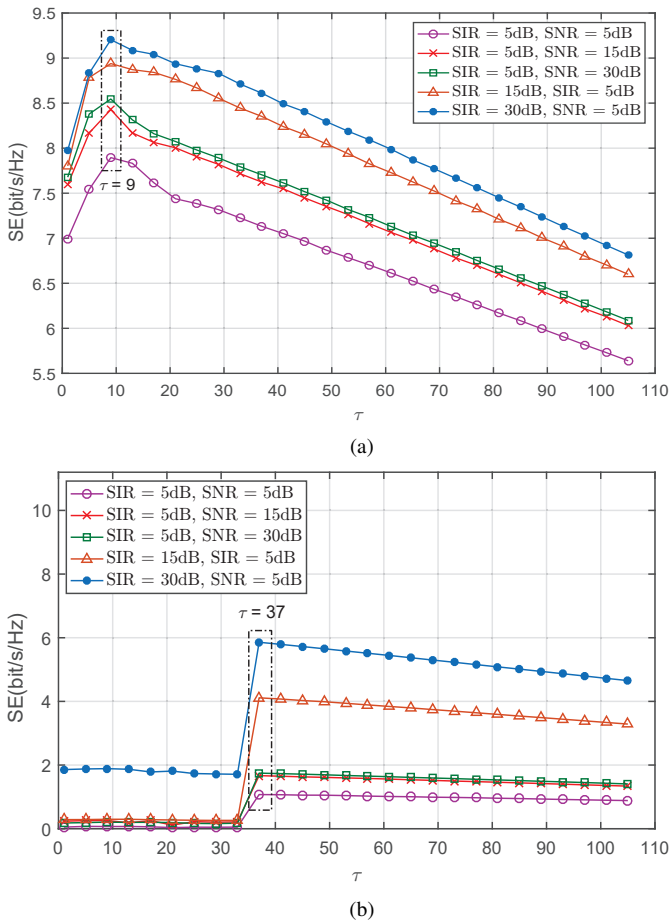 SE(bit/s/Hz)
9.5
9
8.5
8
7.5
7
6.5
6
5.5
SIR = 5dB, SNR = 5dB
SIR = 5dB, SNR = 15dB
SIR = 5dB, SNR = 30dB
SIR = 15dB, SIR = 5dB
SIR = 30dB, SNR = 5dB
τ = 9
0 10 20 30 40 50 60 70 80 90 100 110
τ
(a)
SE(bit/s/Hz)
10
8
6
4
2
0
SIR = 5dB, SNR = 5dB
SIR = 5dB, SNR = 15dB
SIR = 5dB, SNR = 30dB
SIR = 15dB, SIR = 5dB
SIR = 30dB, SNR = 5dB
τ = 37
0 10 20 30 40 50 60 70 80 90 100 110
τ
(b)